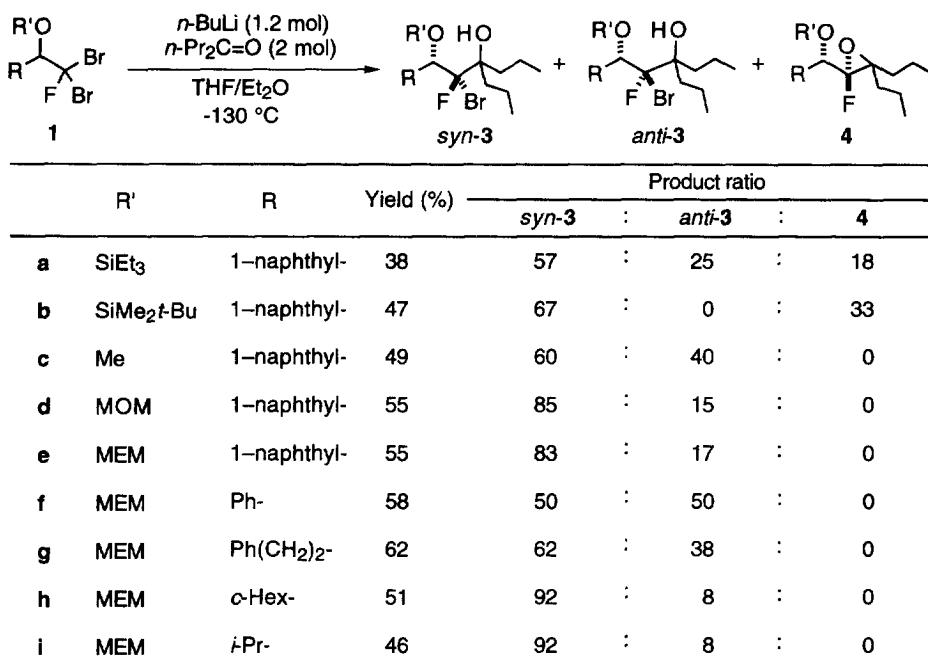 R'O
R
Br
F Br
1
n-BuLi (1.2 mol)
n-Pr2C=O (2 mol)
THF/Et2O
-130 °C
R'O HO
R
F Br
syn-3
+
R'O HO
R
F Br
anti-3
+
R'O O
R
F
4
Product ratio
R' R Yield (%) syn-3 : anti-3 : 4
a SiEt3 1–naphthyl- 38 57 : 25 : 18
b SiMe2t-Bu 1–naphthyl- 47 67 : 0 : 33
c Me 1–naphthyl- 49 60 : 40 : 0
d MOM 1–naphthyl- 55 85 : 15 : 0
e MEM 1–naphthyl- 55 83 : 17 : 0
f MEM Ph- 58 50 : 50 : 0
g MEM Ph(CH2)2- 62 62 : 38 : 0
h MEM c-Hex- 51 92 : 8 : 0
i MEM i-Pr- 46 92 : 8 : 0